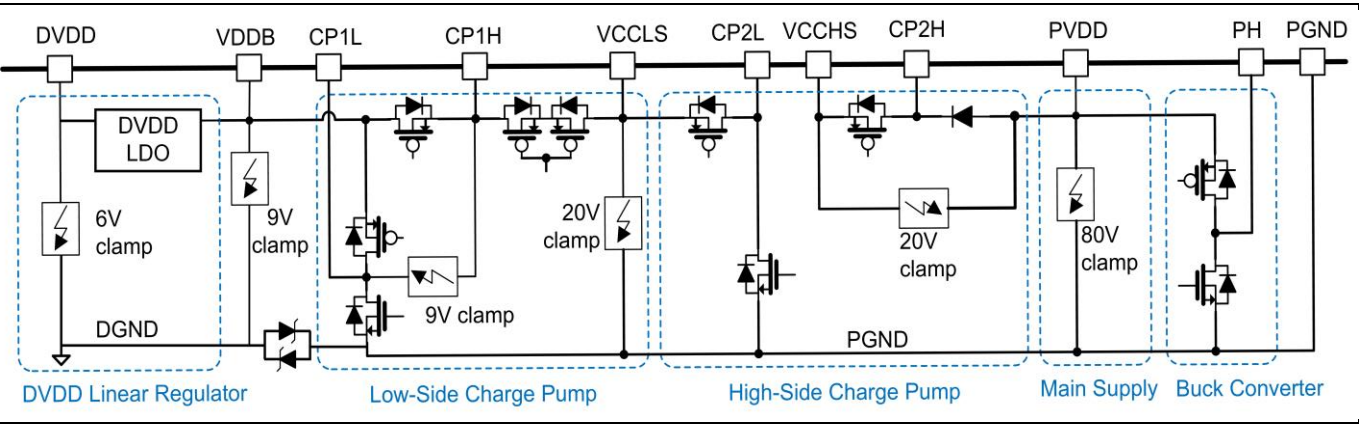 DVDD VDDB CP1L CP1H VCCLS CP2L VCCHS CP2H PVDD PH PGND
DVDD
LDO
6V
clamp
9V
clamp
9V clamp
20V
clamp
20V
clamp
80V
clamp
DGND
PGND
DVDD Linear Regulator
Low-Side Charge Pump
High-Side Charge Pump
Main Supply
Buck Converter